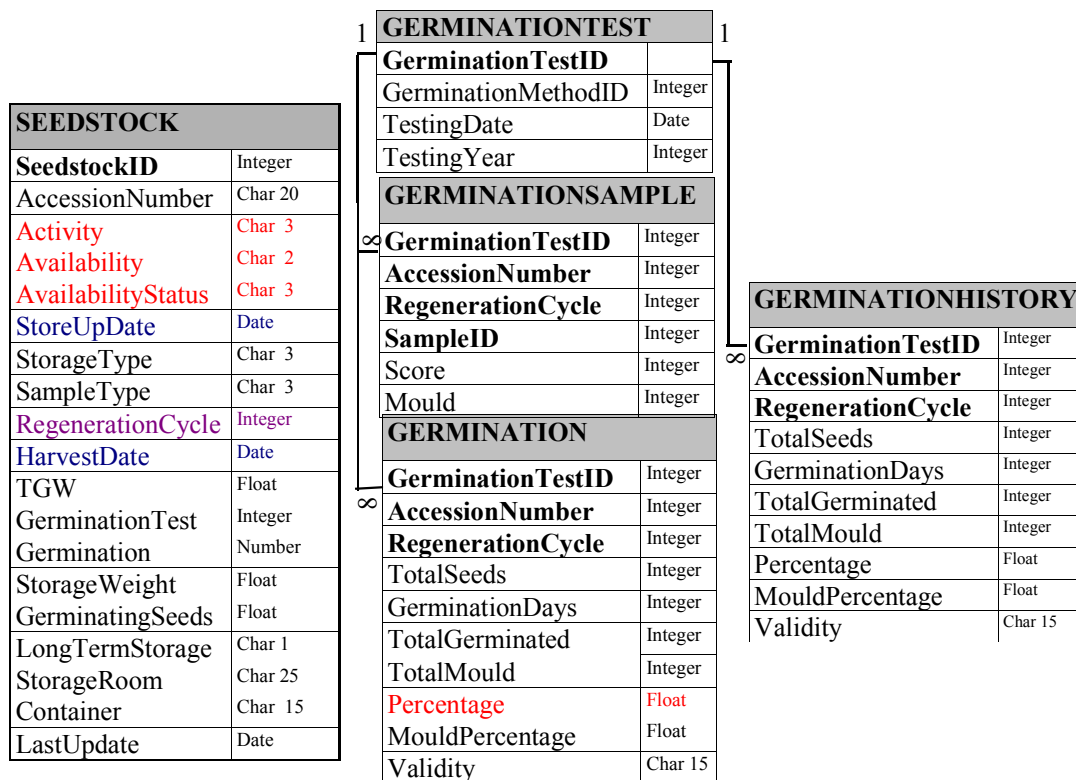 SEEDSTOCK
SeedstockID Integer
AccessionNumber Char 20
Activity Char 3
Availability Char 2
AvailabilityStatus Char 3
StoreUpDate Date
StorageType Char 3
SampleType Char 3
RegenerationCycle Integer
HarvestDate Date
TGW Float
GerminationTest Integer
Germination Number
StorageWeight Float
GerminatingSeeds Float
LongTermStorage Char 1
StorageRoom Char 25
Container Char 15
LastUpdate Date
1
GERMINATIONTEST
1
GerminationTestID
GerminationMethodID Integer
TestingDate Date
TestingYear Integer
GERMINATIONSAMPLE
∞
GerminationTestID Integer
AccessionNumber Integer
RegenerationCycle Integer
SampleID Integer
Score Integer
Mould Integer
GERMINATION
GerminationTestID Integer
∞
AccessionNumber Integer
RegenerationCycle Integer
TotalSeeds Integer
GerminationDays Integer
TotalGerminated Integer
TotalMould Integer
Percentage Float
MouldPercentage Float
Validity Char 15
GERMINATIONHISTORY
GerminationTestID Integer
∞
AccessionNumber Integer
RegenerationCycle Integer
TotalSeeds Integer
GerminationDays Integer
TotalGerminated Integer
TotalMould Integer
Percentage Float
MouldPercentage Float
Validity Char 15